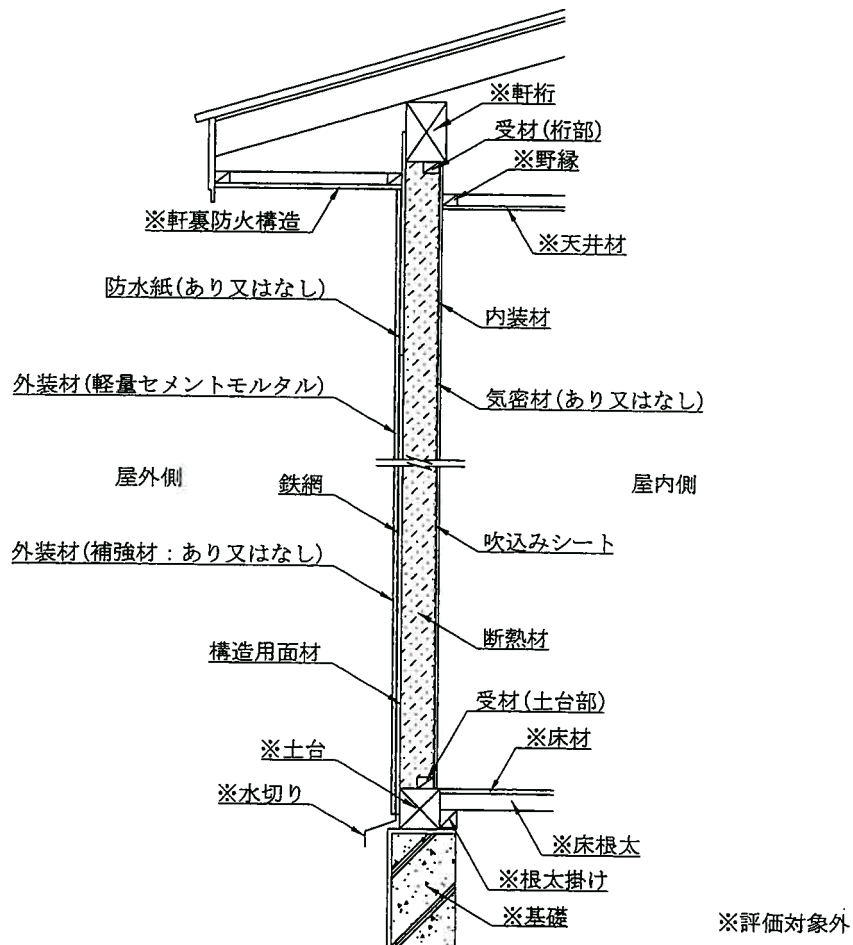 ※軒桁
受材(桁部)
※野縁
※軒裏防火構造
※天井材
防水紙(あり又はなし)
内装材
外装材(軽量セメントモルタル)
気密材(あり又はなし)
屋外側
鉄網
屋内側
外装材(補強材：あり又はなし)
吹込みシート
断熱材
構造用面材
受材(土台部)
※土台
※床材
※水切り
※床根太
※根太掛け
※基礎
※評価対象外